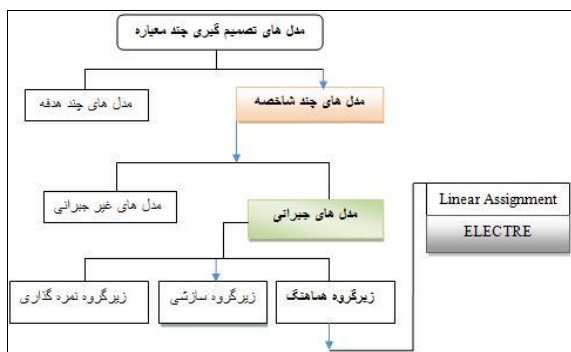 مدل های تصمیم گیری چند معیاره
مدل های چند شاخصه
مدل های چند هدفه
مدل های غیر جبرانی
مدل های جبرانی
Linear Assignment
ELECTRE
زیرگروه هماهنگ
زیرگروه سازشی
زیرگروه نمره گذاری